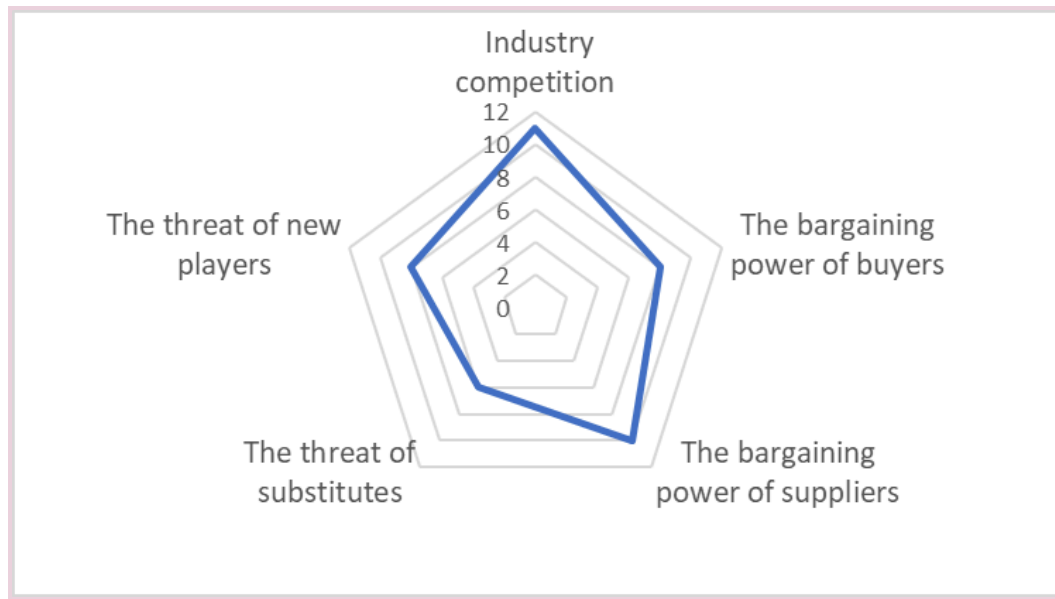 Industry
competition
12
10
8
6
4
2
0
The threat of new
players
The bargaining
power of buyers
The threat of
substitutes
The bargaining
power of suppliers